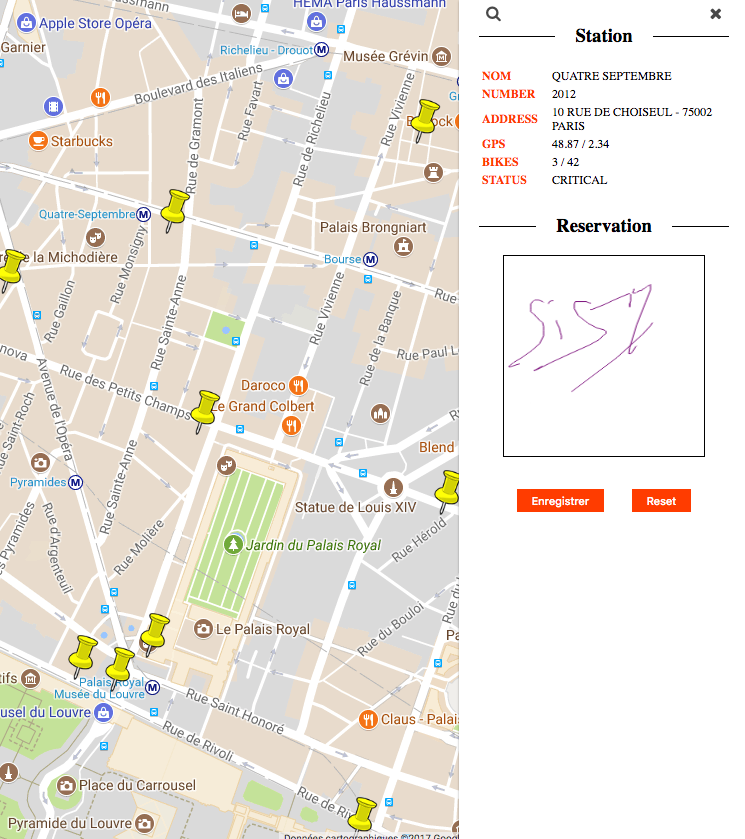 HEMA Paris Haussmann
Haussmann
Apple Store Opéra
Garnier
Richelieu - Drouot
Musée Grévin
Boulevard des Italiens
Rue Favart
Rue de Gramont
Rue de Richelieu
Rue Vivienne
Starbucks
Quatre-Septembre
Palais Brongniart
Bourse
de la Michodière
Rue Monsigny
Rue Gaillon
Rue Sainte-Anne
Rue Vivienne
Rue de la Banque
Rue
Rue Paul L
Rue des Petits Champs
Daroco
Le Grand Colbert
Avenue de l'Opéra
Rue Saint-Roch
Blend
Pyramides
Statue de Louis XIV
Rue Sainte-Anne
Rue Hérold
Rue Molière
Rue d'Argenteuil
Jardin du Palais Royal
Le Palais Royal
Rue du Bouloi
Palais Royal
Musée du Louvre
Rue Saint Honoré
Claus - Palai
Rue de Rivoli
Place du Carrousel
Pyramide du Louvre
Rue de Rivoli
Données cartographiques ©2017 Google
Station
NOM QUATRE SEPTEMBRE
NUMBER 2012
ADDRESS 10 RUE DE CHOISEUL - 75002
PARIS
GPS 48.87 / 2.34
BIKES 3 / 42
STATUS CRITICAL
Reservation
Enregistrer Reset